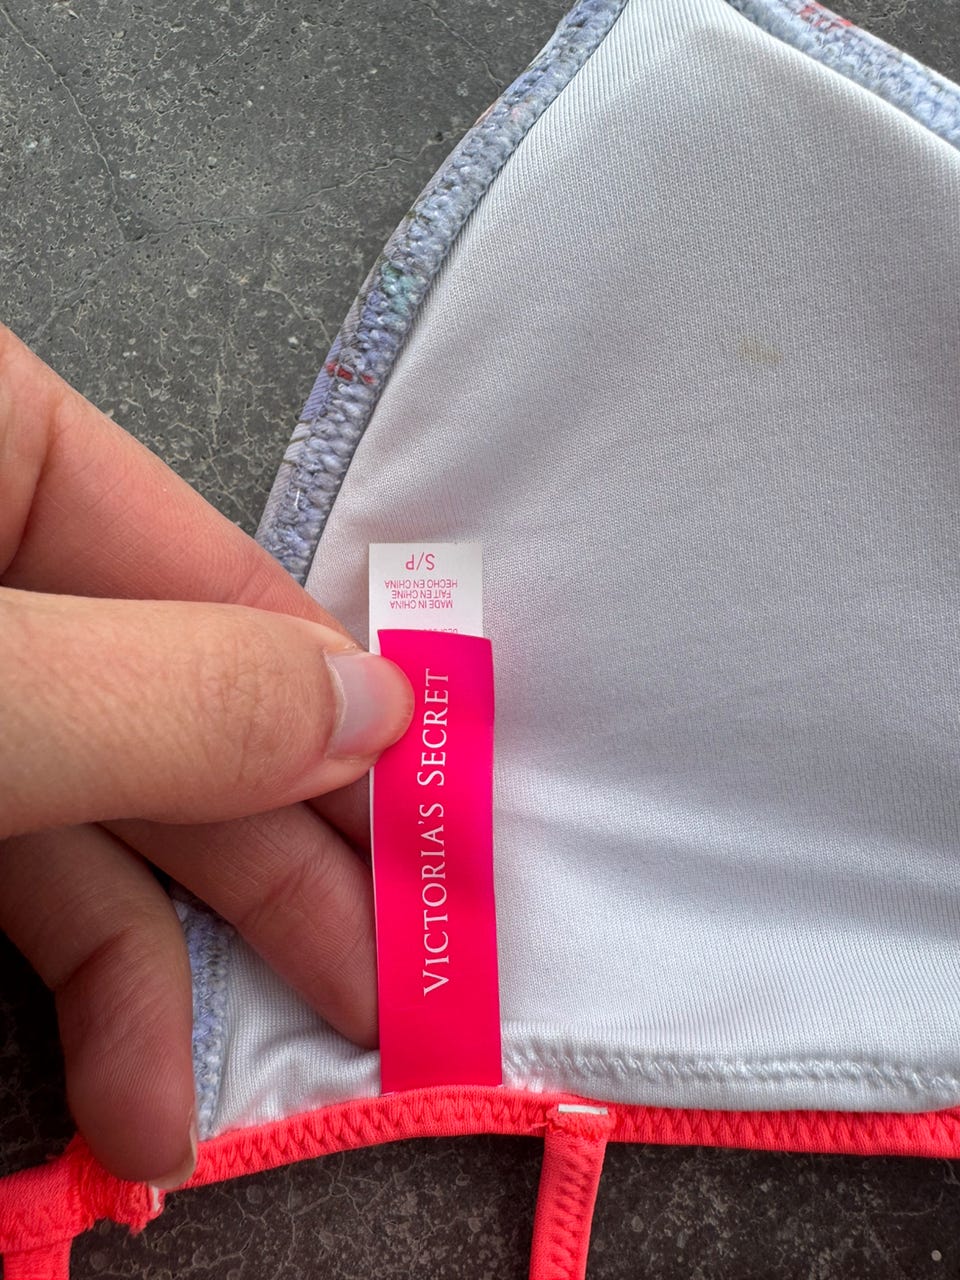 S/P
HECHO EN CHINA
FAIT EN CHINE
MADE IN CHINA
VICTORIA'S SECRET